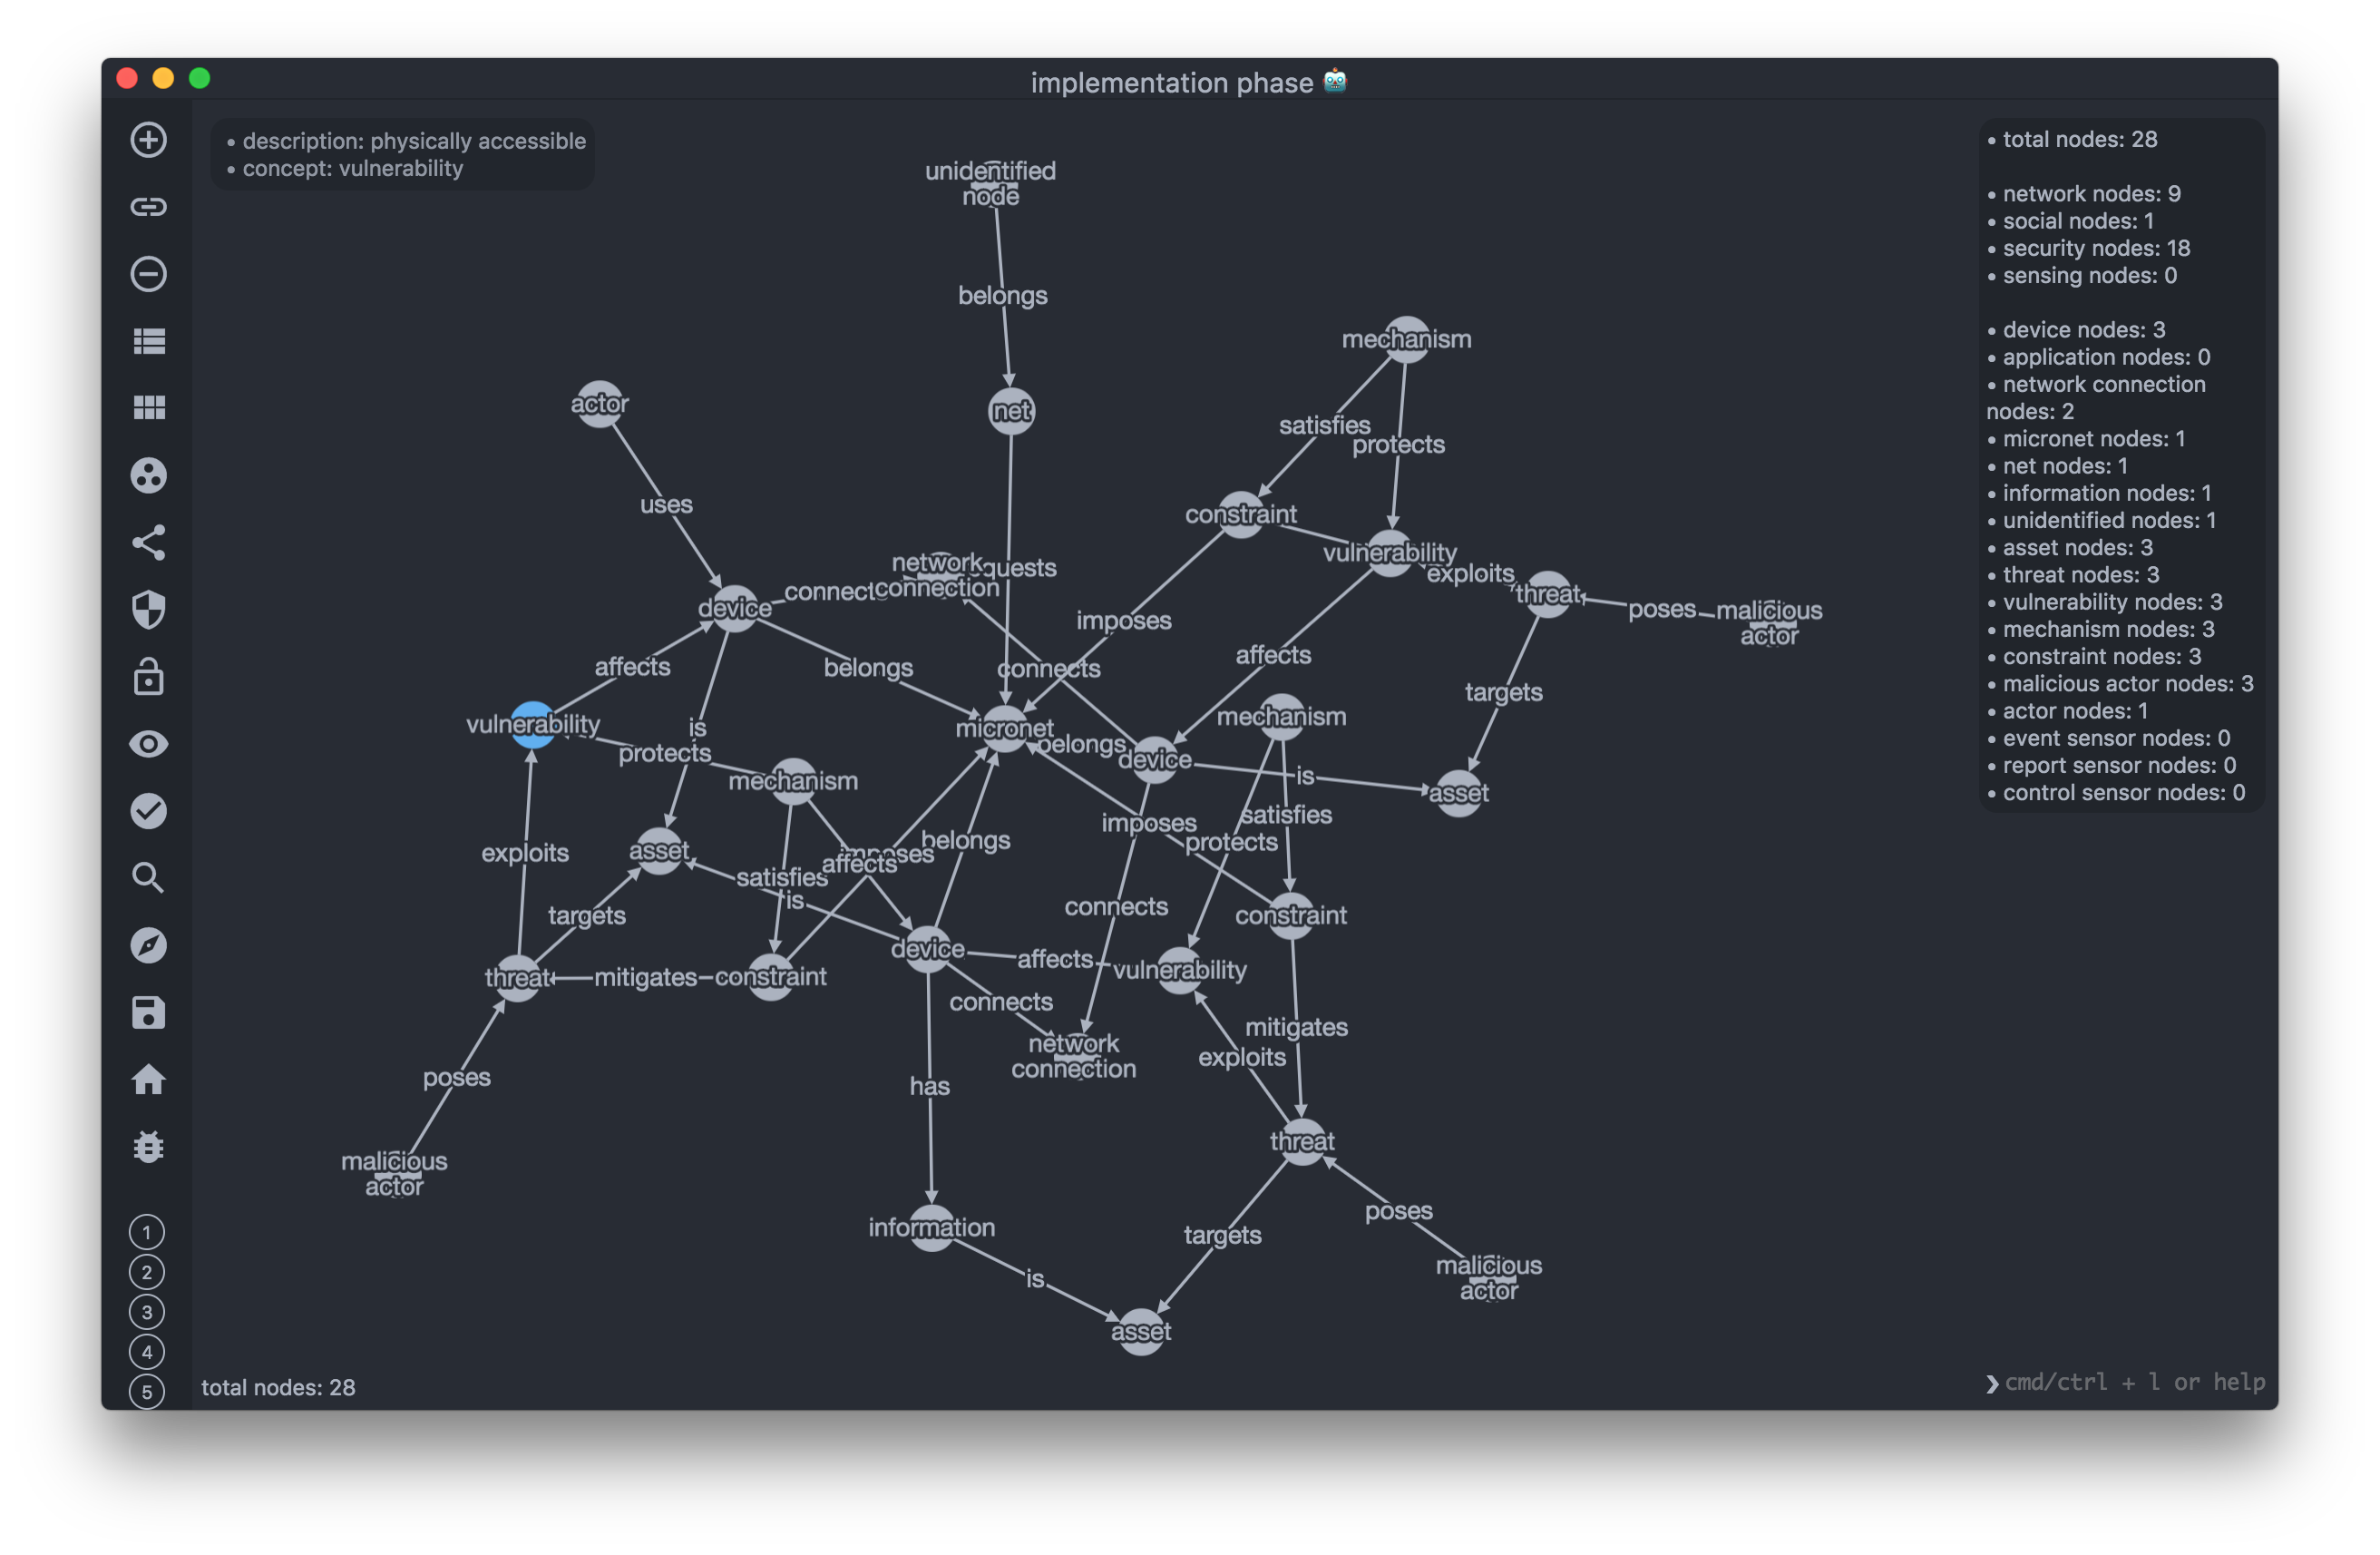 implementation phase
• description: physically accessible
• concept: vulnerability
• total nodes: 28
• network nodes: 9
• social nodes: 1
• security nodes: 18
• sensing nodes: 0
• device nodes: 3
• application nodes: 0
• network connection
nodes: 2
• micronet nodes: 1
• net nodes: 1
• information nodes: 1
• unidentified nodes: 1
• asset nodes: 3
• threat nodes: 3
• vulnerability nodes: 3
• mechanism nodes: 3
• constraint nodes: 3
• malicious actor nodes: 3
• actor nodes: 1
• event sensor nodes: 0
• report sensor nodes: 0
• control sensor nodes: 0
unidentified
node
belongs
mechanism
actor
net
satisfies
protects
uses
constraint
vulnerability
network
connection
exploits
threat
connects
device
poses
malicious
actor
imposes
affects
affects
belongs
connects
targets
vulnerability
is
micronet
mechanism
belongs
device
protects
is
mechanism
asset
satisfies
imposes
belongs
protects
asset
exploits
imposes
affects
satisfies
is
connects
targets
constraint
device
affects
vulnerability
threat
mitigates
constraint
connects
mitigates
network
connection
exploits
poses
has
threat
malicious
actor
poses
information
targets
malicious
actor
is
asset
1
2
3
4
5
total nodes: 28
❯ cmd/ctrl + l or help